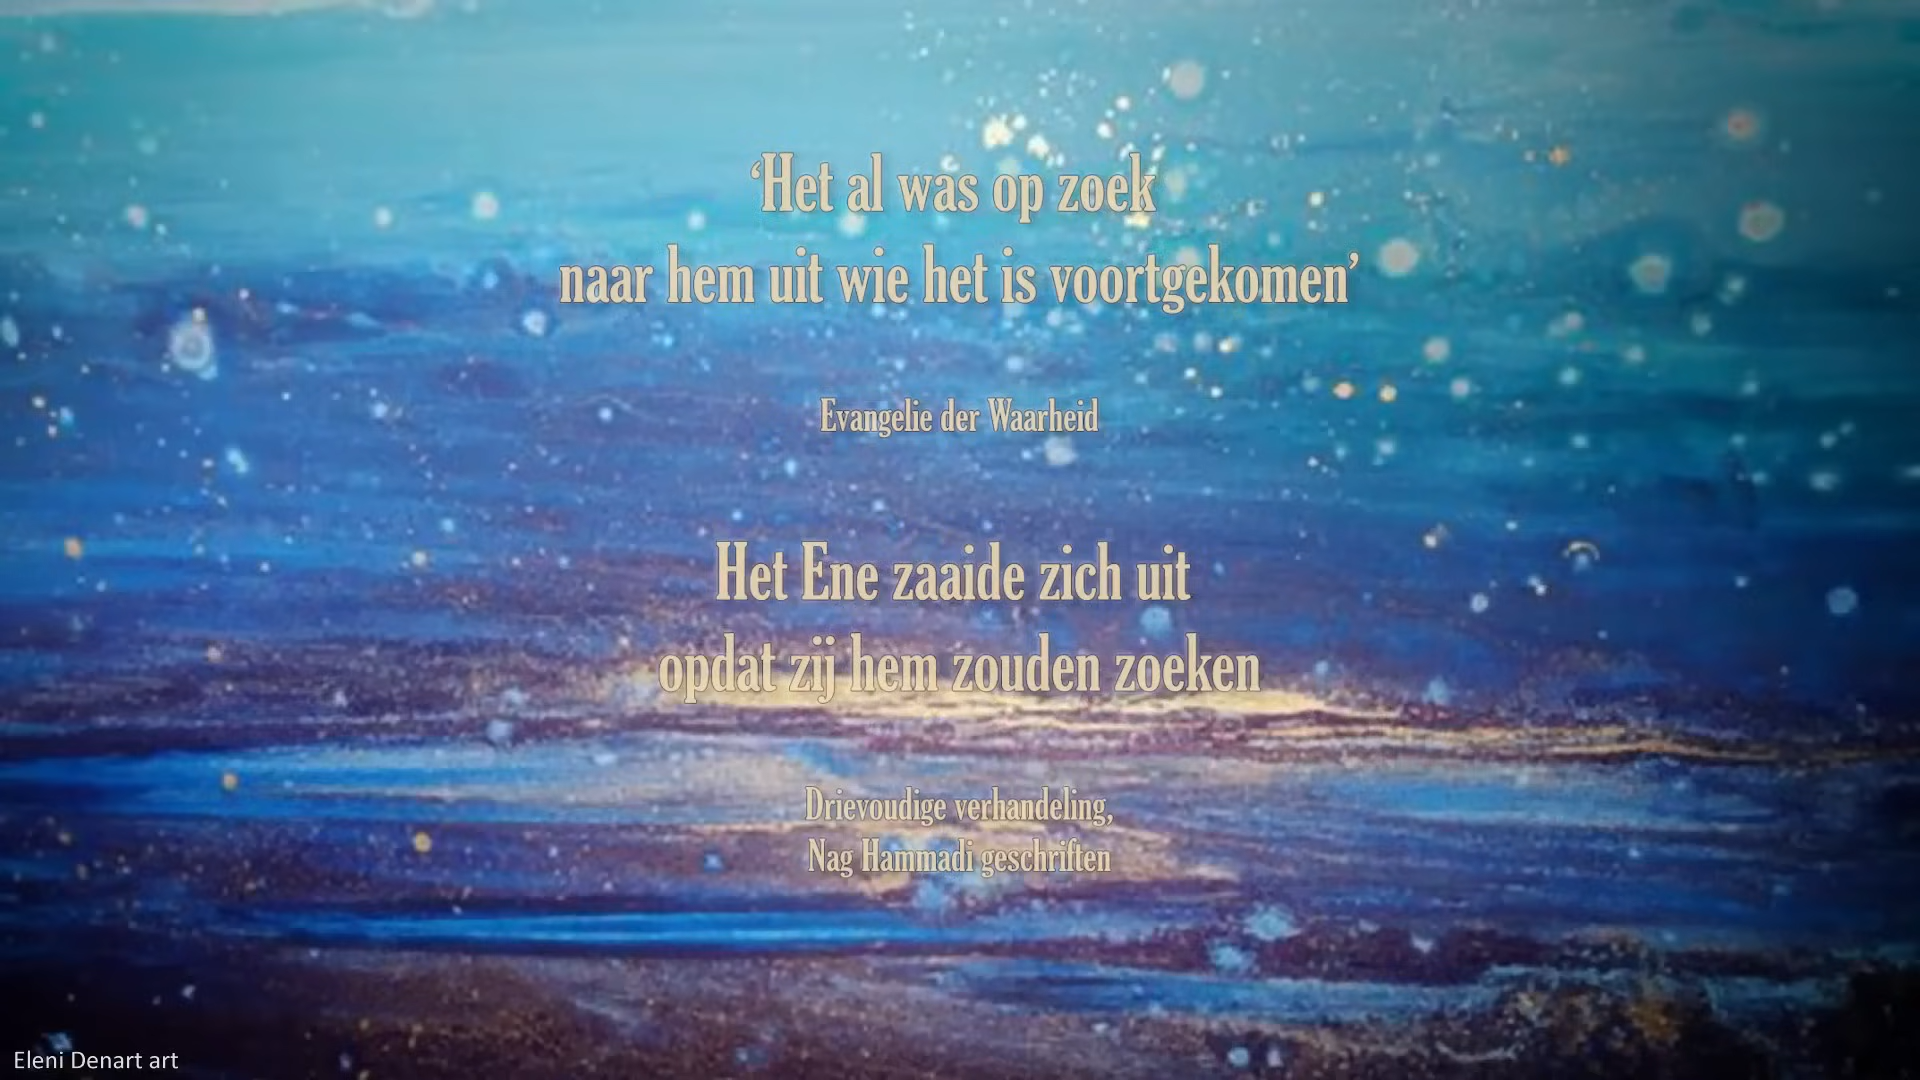 ‘Het al was op zoek
naar hem uit wie het is voortgekomen’
Evangelie der Waarheid
Het Ene zaaide zich uit
opdat zij hem zouden zoeken
Drievoudige verhandeling,
Nag Hammadi geschriften
Eleni Denart art